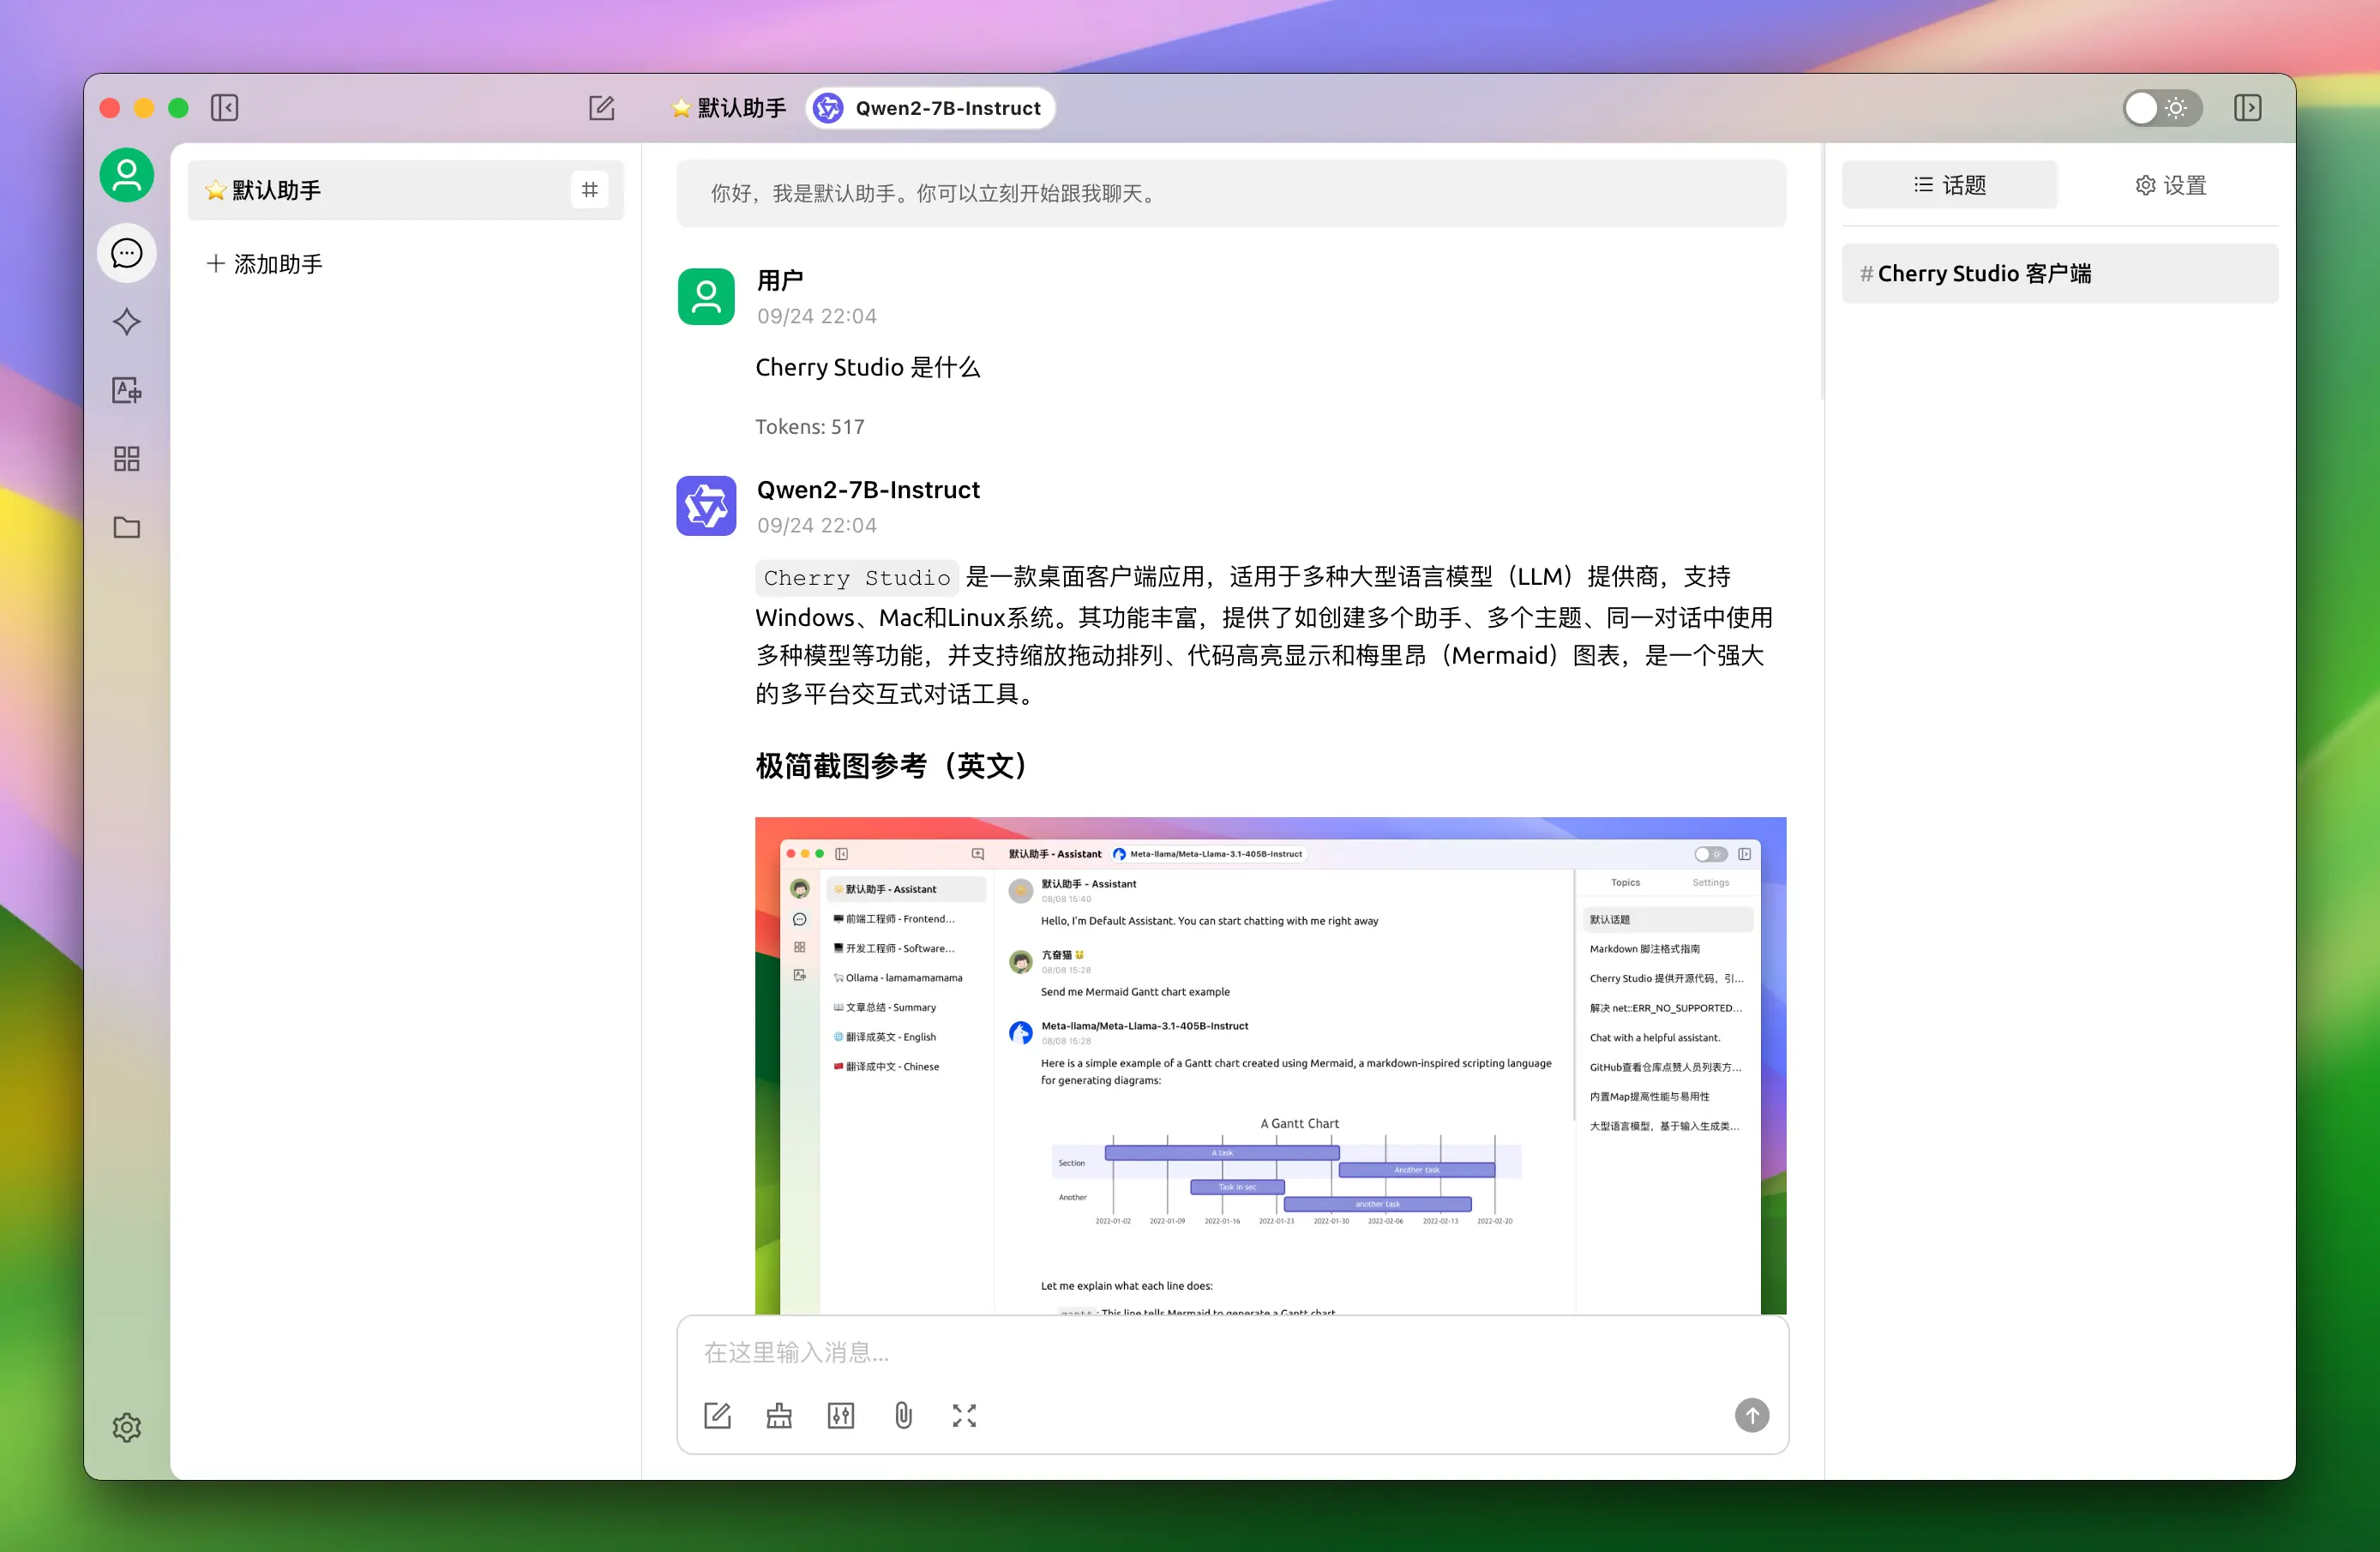 默认助手
Qwen2-7B-Instruct
默认助手
添加助手
你好，我是默认助手。你可以立刻开始跟我聊天。
用户
09/24 22:04
Cherry Studio 是什么
Tokens: 517
Qwen2-7B-Instruct
09/24 22:04
Cherry Studio 是一款桌面客户端应用，适用于多种大型语言模型（LLM）提供商，支持
Windows、Mac和Linux系统。其功能丰富，提供了如创建多个助手、多个主题、同一对话中使用
多种模型等功能，并支持缩放拖动排列、代码高亮显示和梅里昂（Mermaid）图表，是一个强大
的多平台交互式对话工具。
极简截图参考（英文）
默认助手 - Assistant
Meta-llama/Meta-Llama-3.1-405B-Instruct
默认助手 - Assistant
前端工程师 - Frontend...
开发工程师 - Software...
Ollama - lamamamamama
文章总结 - Summary
翻译成英文 - English
翻译成中文 - Chinese
默认助手 - Assistant
08/08 15:40
Hello, I'm Default Assistant. You can start chatting with me right away
亢奋猫
08/08 15:28
Send me Mermaid Gantt chart example
Meta-llama/Meta-Llama-3.1-405B-Instruct
08/08 15:28
Here is a simple example of a Gantt chart created using Mermaid, a markdown-inspired scripting language
for generating diagrams:
A Gantt Chart
Section
A task
Another task
Another
Task in sec
another task
2022-01-02
2022-01-09
2022-01-16
2022-01-23
2022-01-30
2022-02-06
2022-02-13
2022-02-20
Let me explain what each line does:
gantt: This line tells Mermaid to generate a Gantt chart
Topics
Settings
默认话题
Markdown 脚注格式指南
Cherry Studio 提供开源代码，引...
解决 net::ERR_NO_SUPPORTED...
Chat with a helpful assistant.
GitHub查看仓库点赞人员列表方...
内置Map提高性能与易用性
大型语言模型，基于输入生成类...
在这里输入消息...
话题
设置
# Cherry Studio 客户端